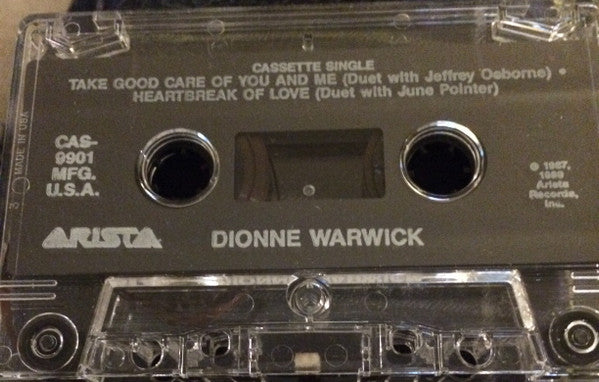 CASSETTE SINGLE
TAKE GOOD CARE OF YOU AND ME (Duet with Jeffrey Osborne) •
HEARTBREAK OF LOVE (Duet with June Pointer)
3
MADE IN USA
CAS-
9901
MFG.
U.S.A.
℗ 1987,
1989
Arista
Records,
Inc.
ARISTA
DIONNE WARWICK